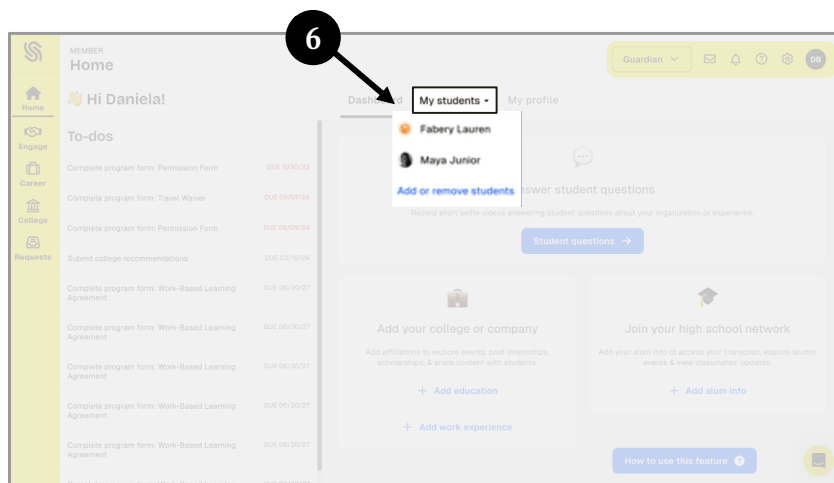 6
MEMBER
Home
Guardian
DB
Home
Engage
Career
College
Requests
👋 Hi Daniela!
Dashboard
My students
My profile
Fabery Lauren
Maya Junior
Add or remove students
To-dos
Complete program form: Permission Form
DUE 11/30/23
Complete program form: Travel Waiver
DUE 05/07/24
Complete program form: Permission Form
DUE 05/09/24
Submit college recommendations
DUE 02/15/26
Complete program form: Work-Based Learning
Agreement
DUE 06/20/27
Complete program form: Work-Based Learning
Agreement
DUE 06/20/27
Complete program form: Work-Based Learning
Agreement
DUE 06/20/27
Complete program form: Work-Based Learning
Agreement
DUE 06/20/27
Complete program form: Work-Based Learning
Agreement
DUE 06/20/27
nswer student questions
Record short selfie videos answering student questions about your organization or experience.
Student questions →
Add your college or company
Add affiliations to explore events, post internships,
scholarships, & share content with students.
+ Add education
+ Add work experience
Join your high school network
Add your alum info to access your transcript, explore alumni
events & view classmates' updates.
+ Add alum info
How to use this feature ?